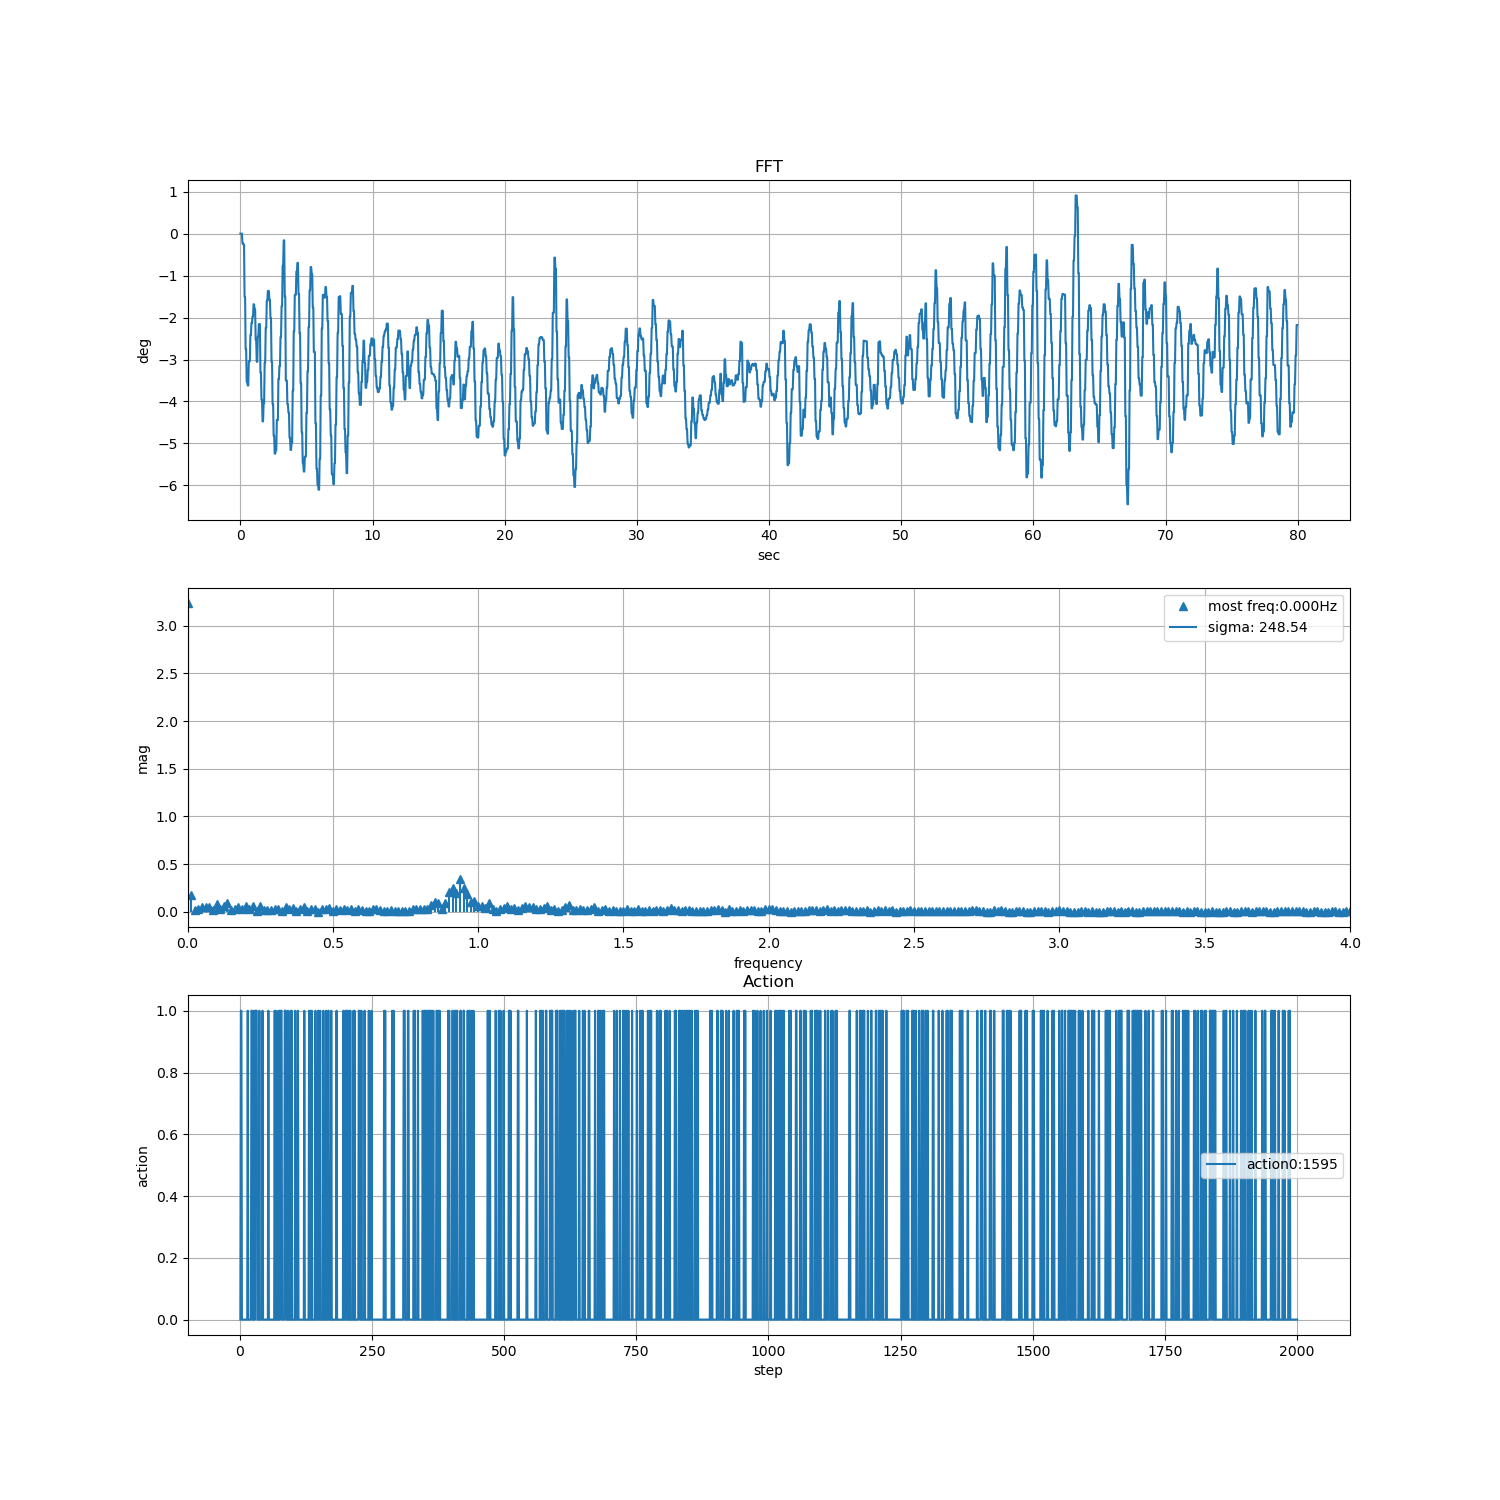 FFT
1
0
−1
−2
−3
−4
−5
−6
deg
0 10 20 30 40 50 60 70 80
sec
most freq:0.000Hz
sigma: 248.54
3.0
2.5
2.0
1.5
1.0
0.5
0.0
mag
0.0 0.5 1.0 1.5 2.0 2.5 3.0 3.5 4.0
frequency
Action
1.0
0.8
0.6
0.4
0.2
0.0
action
action0:1595
0 250 500 750 1000 1250 1500 1750 2000
step